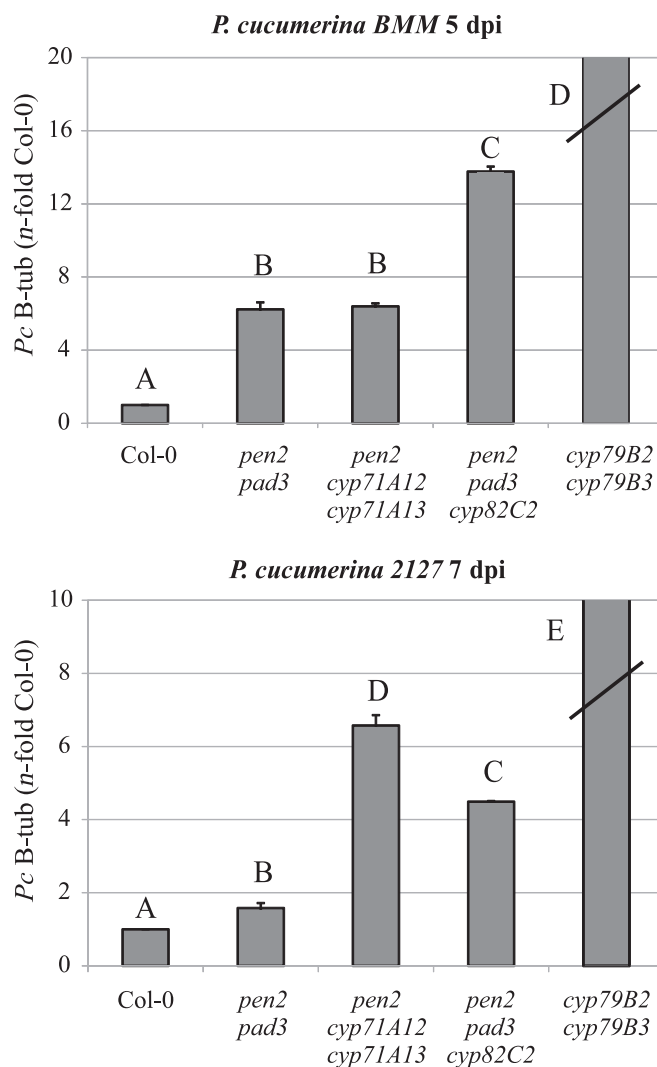 P. cucumerina BMM 5 dpi
Pc B-tub (n-fold Col-0)
20
16
12
8
4
0
A
B
B
C
D
Col-0
pen2
pad3
pen2
cyp71A12
cyp71A13
pen2
pad3
cyp82C2
cyp79B2
cyp79B3
P. cucumerina 2127 7 dpi
Pc B-tub (n-fold Col-0)
10
8
6
4
2
0
A
B
D
C
E
Col-0
pen2
pad3
pen2
cyp71A12
cyp71A13
pen2
pad3
cyp82C2
cyp79B2
cyp79B3